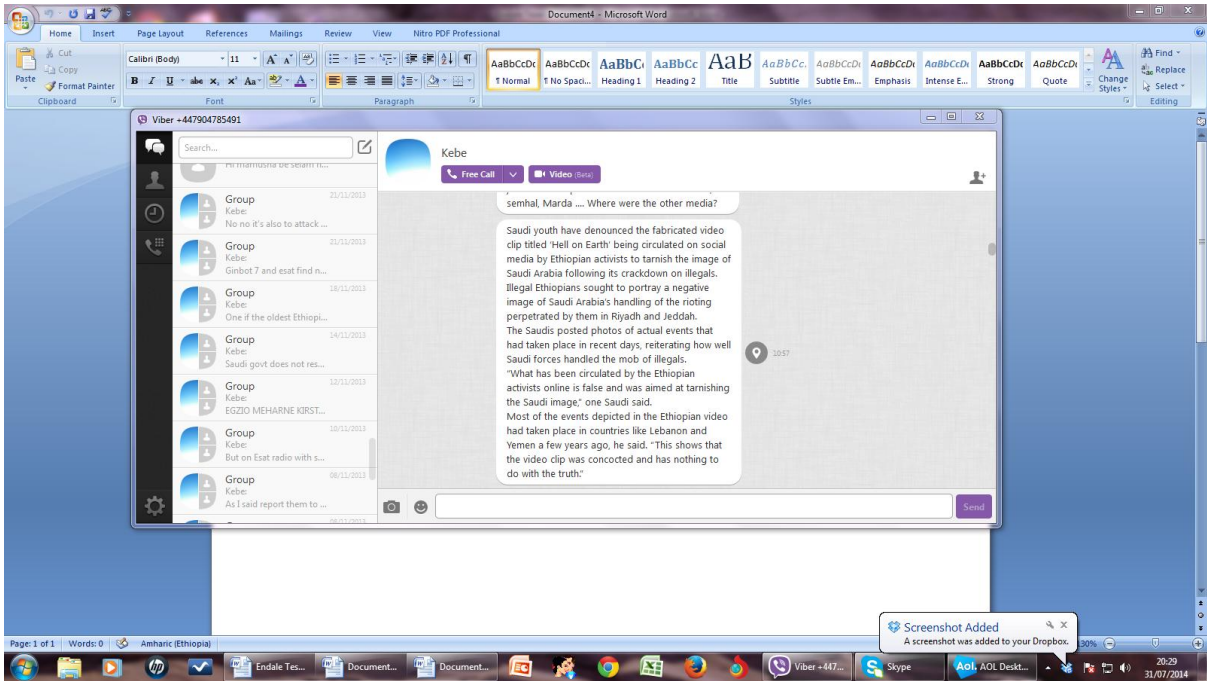 Document4 - Microsoft Word
Home Insert Page Layout References Mailings Review View Nitro PDF Professional
Cut
Copy
Format Painter
Paste
Clipboard
Calibri (Body) 11
Font
Paragraph
AaBbCcDc AaBbCcDc AaBbC AaBbCc AaB AaBbCc. AaBbCcDc AaBbCcDc AaBbCcDc AaBbCcDc AaBbCcDc
¶ Normal ¶ No Spaci... Heading 1 Heading 2 Title Subtitle Subtle Em... Emphasis Intense E... Strong Quote
Change Styles
Styles
Find
Replace
Select
Editing
Viber +447904785491
Search...
Group 21/11/2013
Kebe:
No no it's also to attack ...
Group 21/11/2013
Kebe:
Ginbot 7 and esat find n...
Group 18/11/2013
Kebe:
One if the oldest Ethiopi...
Group 14/11/2013
Kebe:
Saudi govt does not res...
Group 12/11/2013
Kebe:
EGZIO MEHARNE KIRST...
Group 10/11/2013
Kebe:
But on Esat radio with s...
Group 08/11/2013
Kebe:
As I said report them to ...
Kebe
Free Call Video (Beta)
semhal, Marda .... Where were the other media?
Saudi youth have denounced the fabricated video
clip titled ‘Hell on Earth’ being circulated on social
media by Ethiopian activists to tarnish the image of
Saudi Arabia following its crackdown on illegals.
Illegal Ethiopians sought to portray a negative
image of Saudi Arabia’s handling of the rioting
perpetrated by them in Riyadh and Jeddah.
The Saudis posted photos of actual events that
had taken place in recent days, reiterating how well
Saudi forces handled the mob of illegals.
“What has been circulated by the Ethiopian
activists online is false and was aimed at tarnishing
the Saudi image,” one Saudi said.
Most of the events depicted in the Ethiopian video
had taken place in countries like Lebanon and
Yemen a few years ago, he said. “This shows that
the video clip was concocted and has nothing to
do with the truth.”
10:57
Send
Screenshot Added
A screenshot was added to your Dropbox.
Page: 1 of 1 Words: 0 Amharic (Ethiopia) 130%
Endale Tes... Document... Document... Viber +447... Skype AOL Deskt...
20:29
31/07/2014